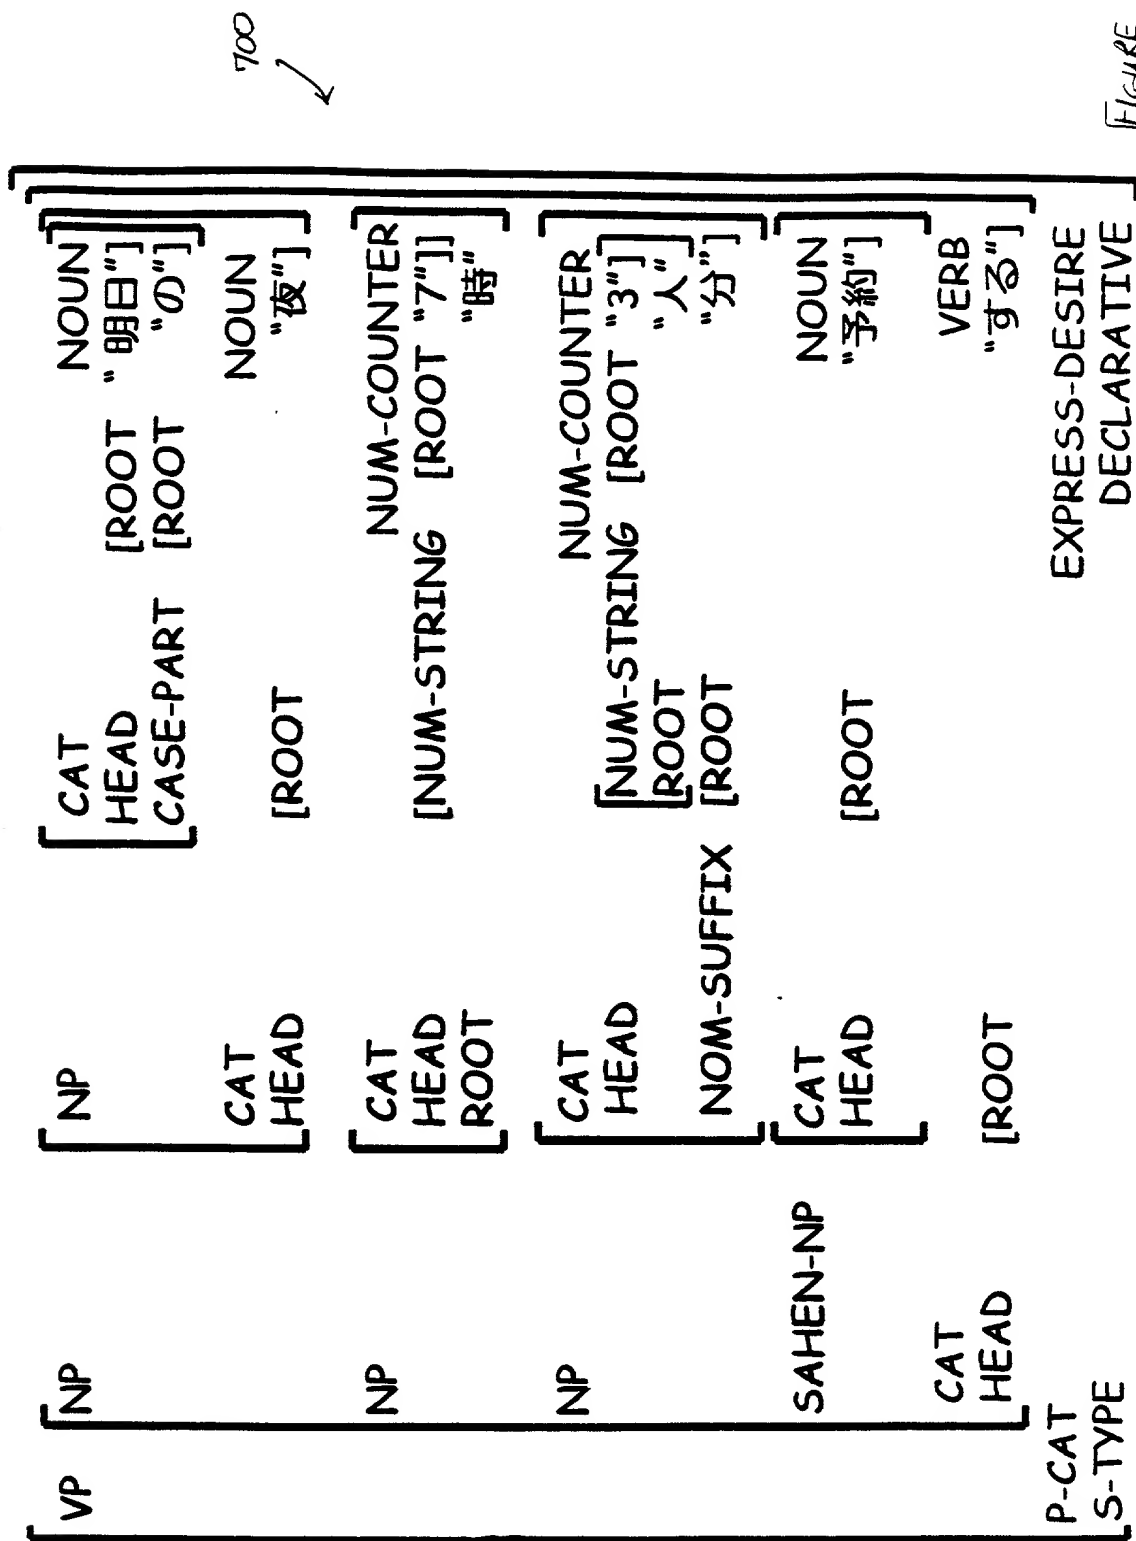 700
VP NP NP CAT NOUN
HEAD [ROOT “明日”]
CASE-PART [ROOT “の”]
CAT NOUN
HEAD [ROOT “夜”]
NP CAT NUM-COUNTER
HEAD [NUM-STRING [ROOT “7”]]
ROOT “時”
NP CAT NUM-COUNTER
HEAD [NUM-STRING [ROOT “3”]]
[ROOT “人”
NOM-SUFFIX [ROOT “分”]
SAHEN-NP CAT NOUN
HEAD [ROOT “予約”]
CAT VERB
HEAD [ROOT “する”]
P-CAT EXPRESS-DESIRE
S-TYPE DECLARATIVE
FIGURE